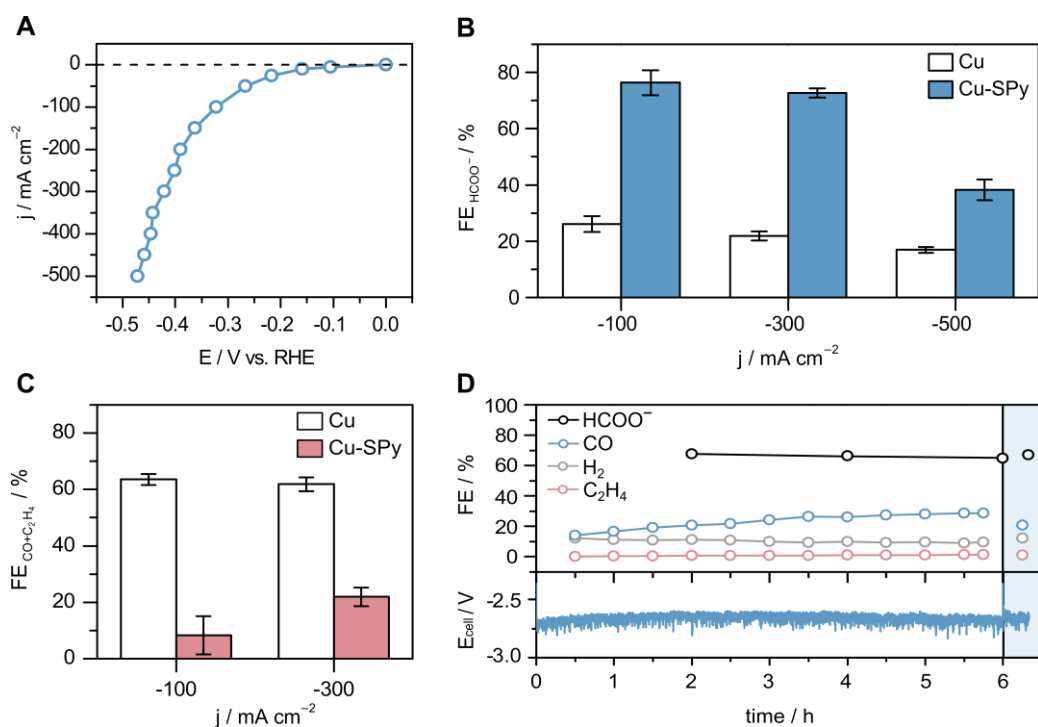 A
0
-100
-200
-300
-400
-500
j / mA cm⁻²
-0.5 -0.4 -0.3 -0.2 -0.1 0.0
E / V vs. RHE
B
Cu
Cu-SPy
80
60
40
20
0
FE HCOO⁻ / %
-100 -300 -500
j / mA cm⁻²
C
Cu
Cu-SPy
80
60
40
20
0
FE CO+C₂H₄ / %
-100 -300
j / mA cm⁻²
D
HCOO⁻
CO
H₂
C₂H₄
100
80
60
40
20
0
FE / %
-2.5
-3.0
Ecell / V
0 1 2 3 4 5 6
time / h